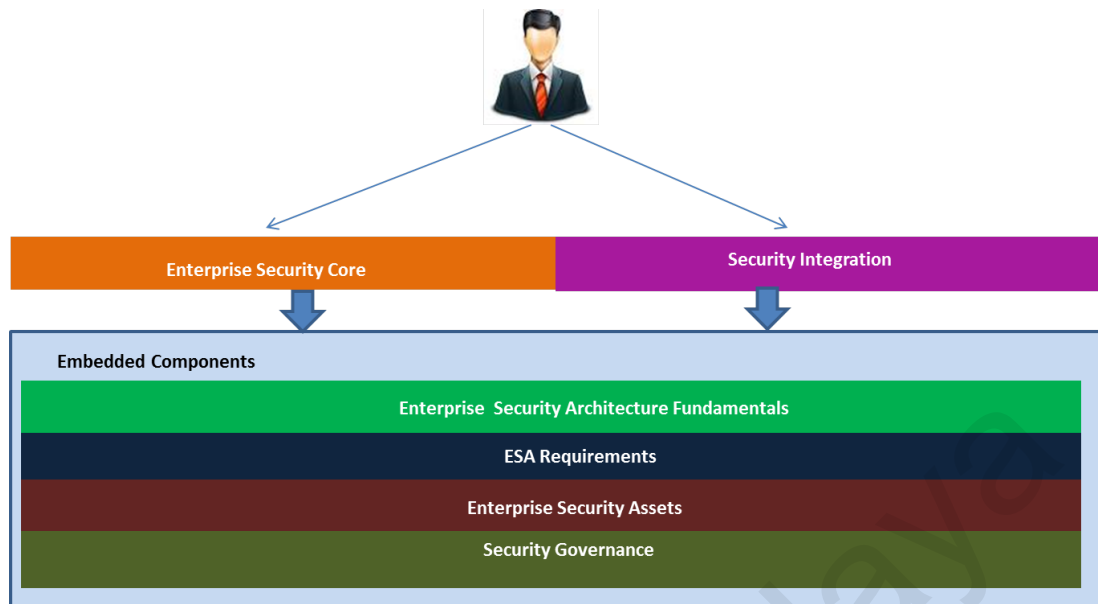 Enterprise Security Core
Security Integration
Embedded Components
Enterprise Security Architecture Fundamentals
ESA Requirements
Enterprise Security Assets
Security Governance